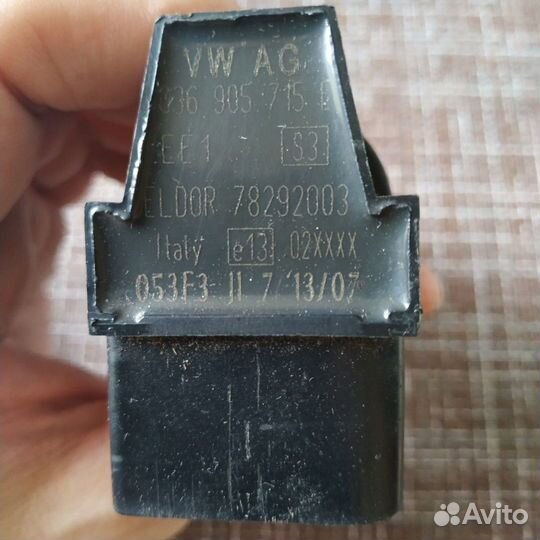 VW AG
036 905 715 F
EE1 S3
ELDOR 78292003
Italy e13 02XXXX
053F3 JI 7 13/07
Avito